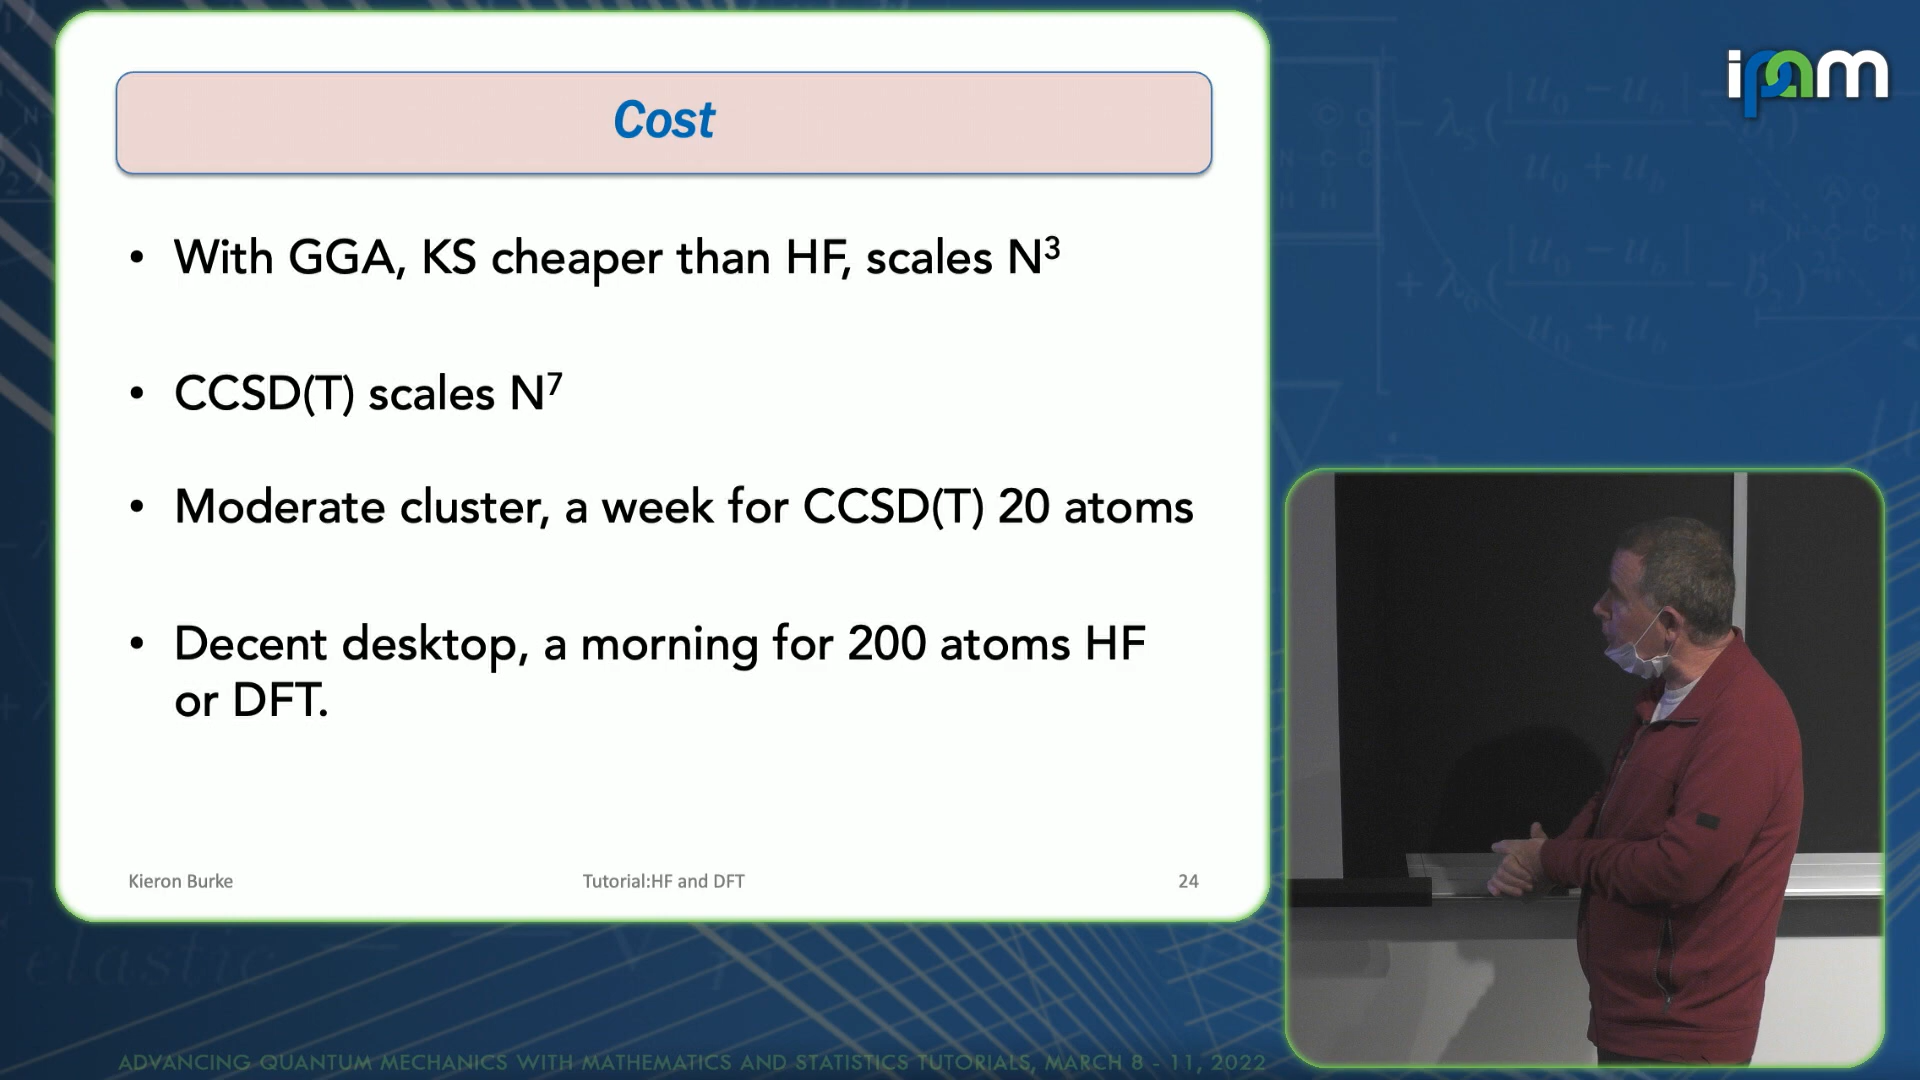 Cost
• With GGA, KS cheaper than HF, scales N³
• CCSD(T) scales N⁷
• Moderate cluster, a week for CCSD(T) 20 atoms
• Decent desktop, a morning for 200 atoms HF
or DFT.
Kieron Burke
Tutorial:HF and DFT
24
ipam
elastic
ADVANCING QUANTUM MECHANICS WITH MATHEMATICS AND STATISTICS TUTORIALS, MARCH 8 - 11, 2022